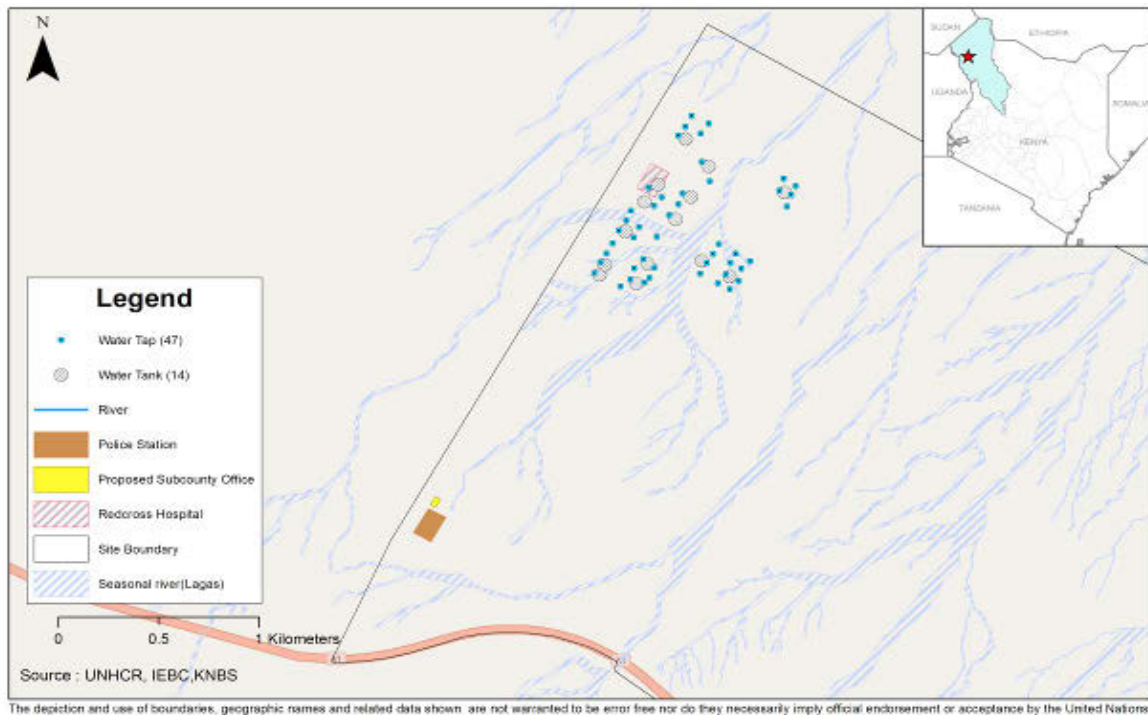 N
SUDAN
ETHIOPIA
UGANDA
SOMALIA
KENYA
TANZANIA
Legend
Water Tap (47)
Water Tank (14)
River
Police Station
Proposed Subcounty Office
Redcross Hospital
Site Boundary
Seasonal river(Lagas)
0 0.5 1 Kilometers
Source : UNHCR, IEBC,KNBS
The depiction and use of boundaries, geographic names and related data shown are not warranted to be error free nor do they necessarily imply official endorsement or acceptance by the United Nations